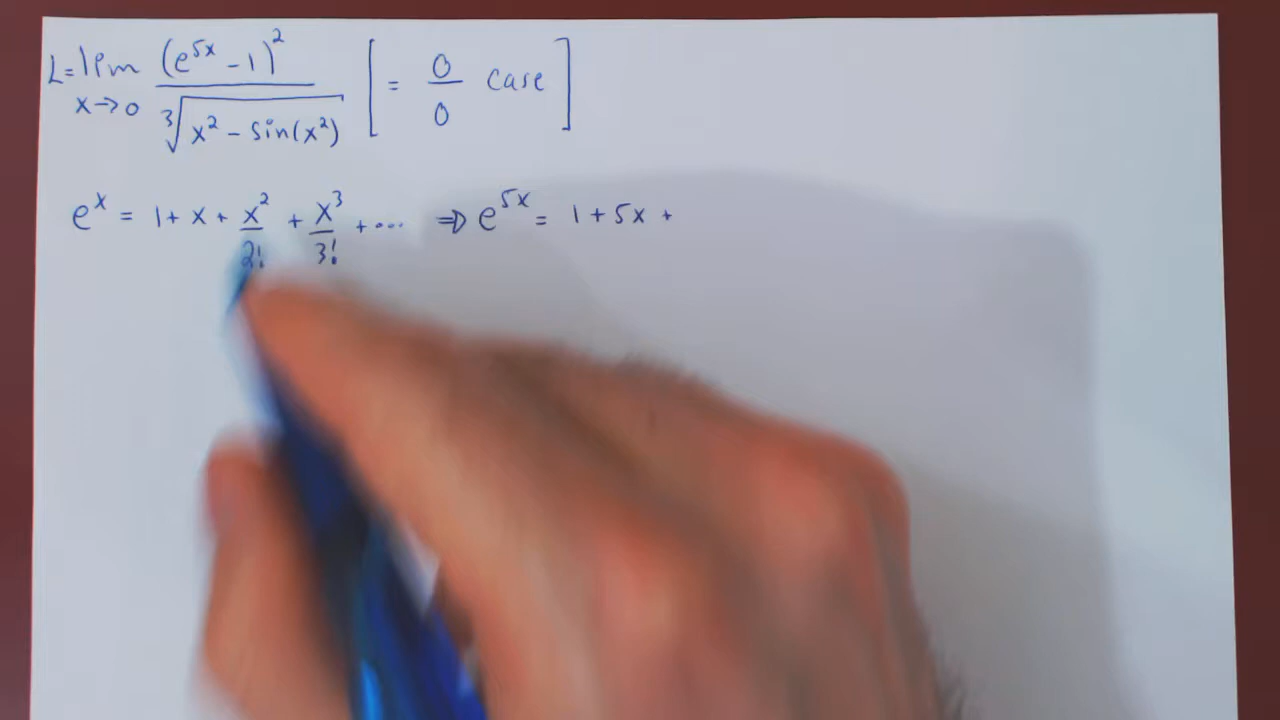 L = lim x→0 (e^{5x} - 1)^2 / ∛(x^2 - sin(x^2)) [ = 0/0 case ]
e^x = 1 + x + x^2/2! + x^3/3! + ... ⇒ e^{5x} = 1 + 5x +